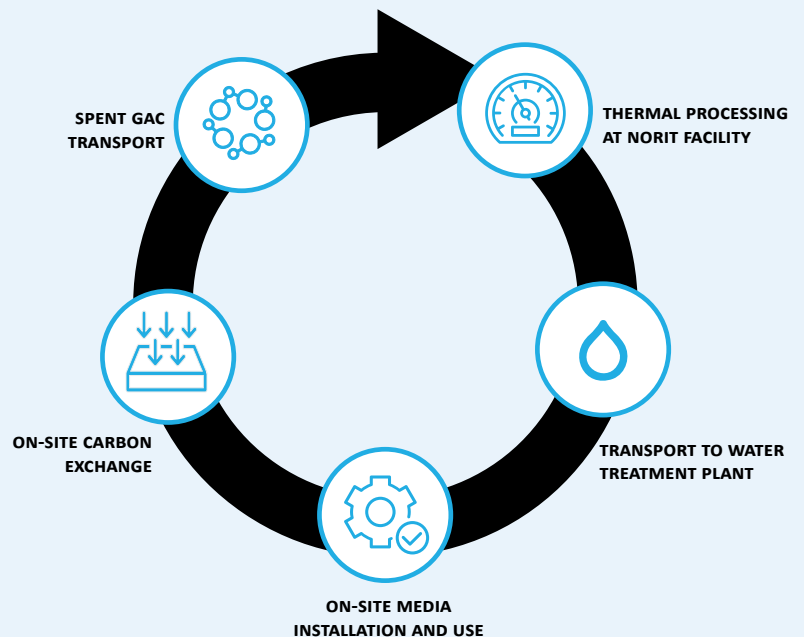 SPENT GAC
TRANSPORT
THERMAL PROCESSING
AT NORIT FACILITY
TRANSPORT TO WATER
TREATMENT PLANT
ON-SITE MEDIA
INSTALLATION AND USE
ON-SITE CARBON
EXCHANGE